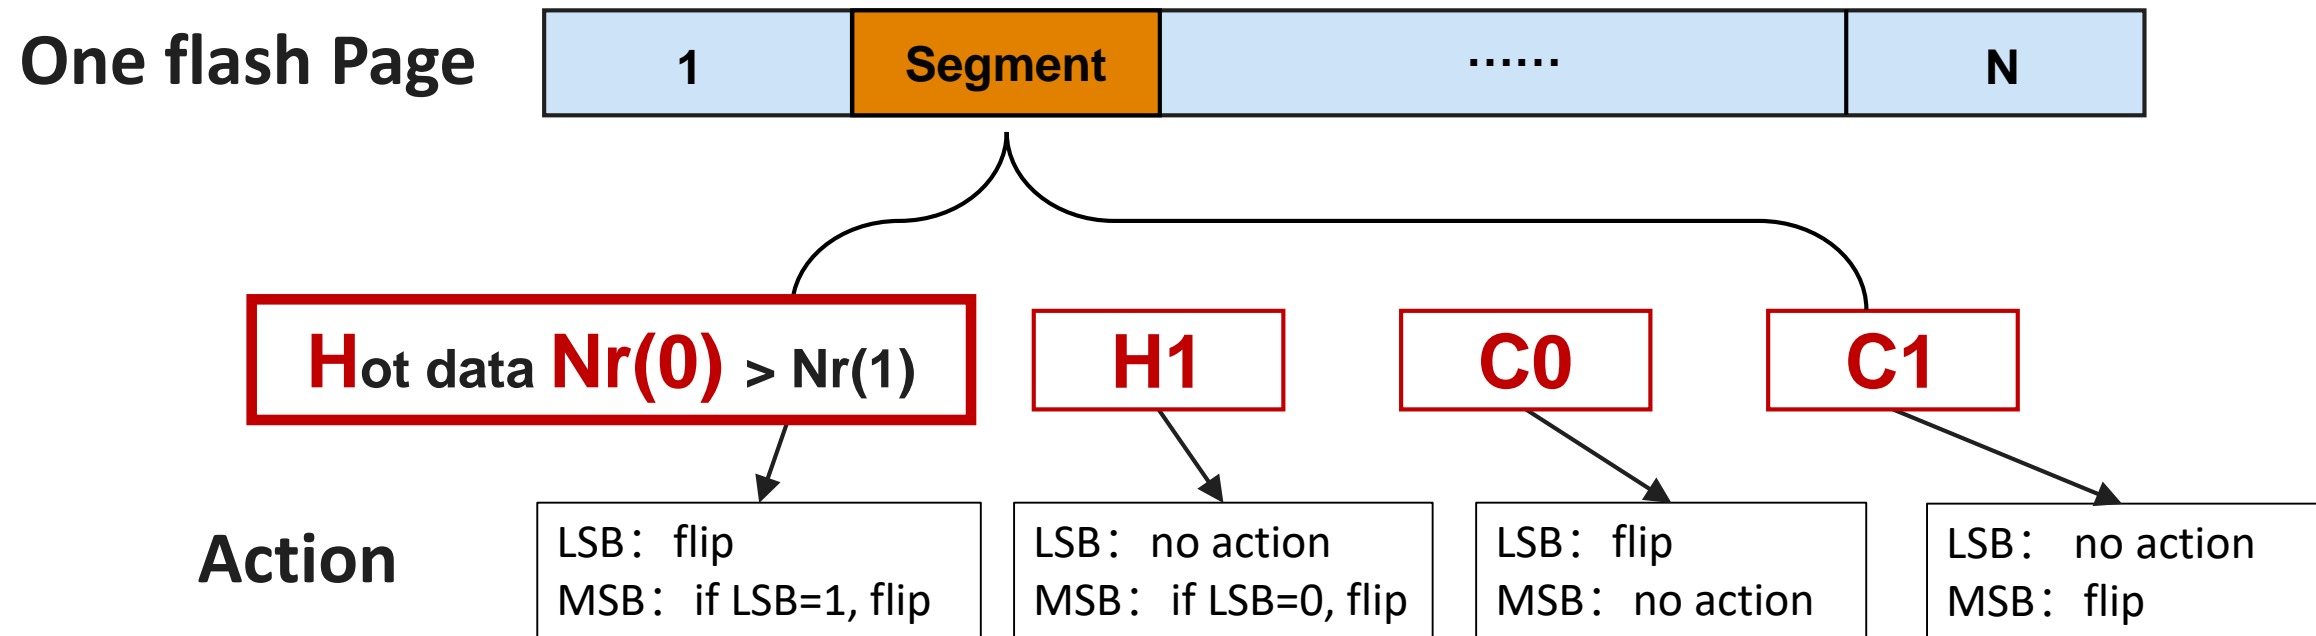 One flash Page
1
Segment
......
N
Hot data Nr(0) > Nr(1)
H1
C0
C1
Action
LSB： flip
MSB： if LSB=1, flip
LSB： no action
MSB： if LSB=0, flip
LSB： flip
MSB： no action
LSB： no action
MSB： flip